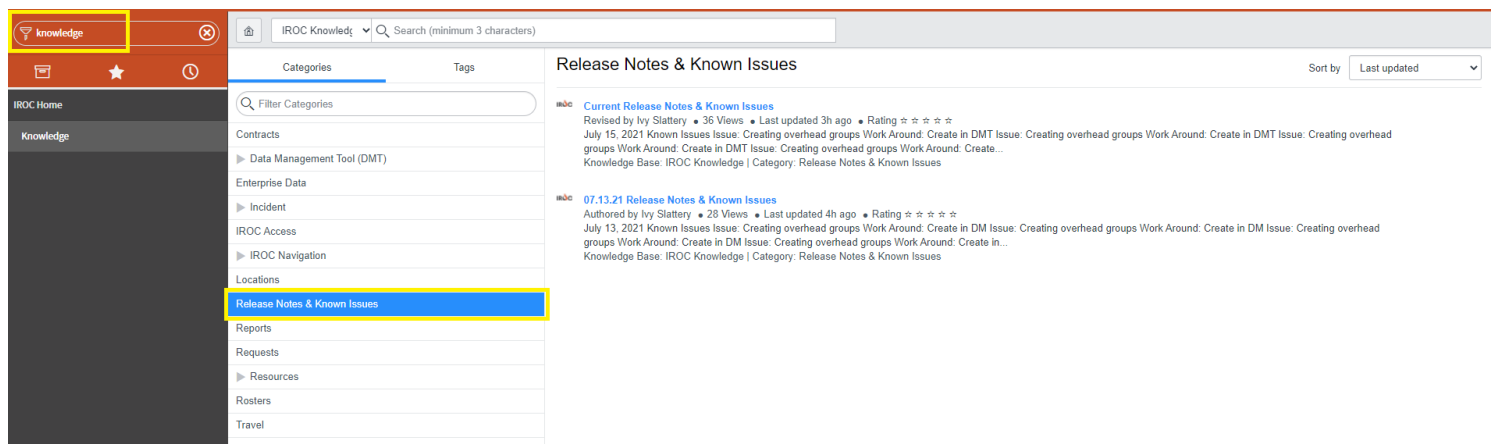 knowledge
IROC Knowledg
Search (minimum 3 characters)
IROC Home
Knowledge
Categories
Tags
Filter Categories
Contracts
Data Management Tool (DMT)
Enterprise Data
Incident
IROC Access
IROC Navigation
Locations
Release Notes & Known Issues
Reports
Requests
Resources
Rosters
Travel
Release Notes & Known Issues
Sort by Last updated
IROC Current Release Notes & Known Issues
Revised by Ivy Slattery • 36 Views • Last updated 3h ago • Rating ☆ ☆ ☆ ☆ ☆
July 15, 2021 Known Issues Issue: Creating overhead groups Work Around: Create in DMT Issue: Creating overhead groups Work Around: Create in DMT Issue: Creating overhead
groups Work Around: Create in DMT Issue: Creating overhead groups Work Around: Create...
Knowledge Base: IROC Knowledge | Category: Release Notes & Known Issues
IROC 07.13.21 Release Notes & Known Issues
Authored by Ivy Slattery • 28 Views • Last updated 4h ago • Rating ☆ ☆ ☆ ☆ ☆
July 13, 2021 Known Issues Issue: Creating overhead groups Work Around: Create in DM Issue: Creating overhead groups Work Around: Create in DM Issue: Creating overhead
groups Work Around: Create in DM Issue: Creating overhead groups Work Around: Create in...
Knowledge Base: IROC Knowledge | Category: Release Notes & Known Issues